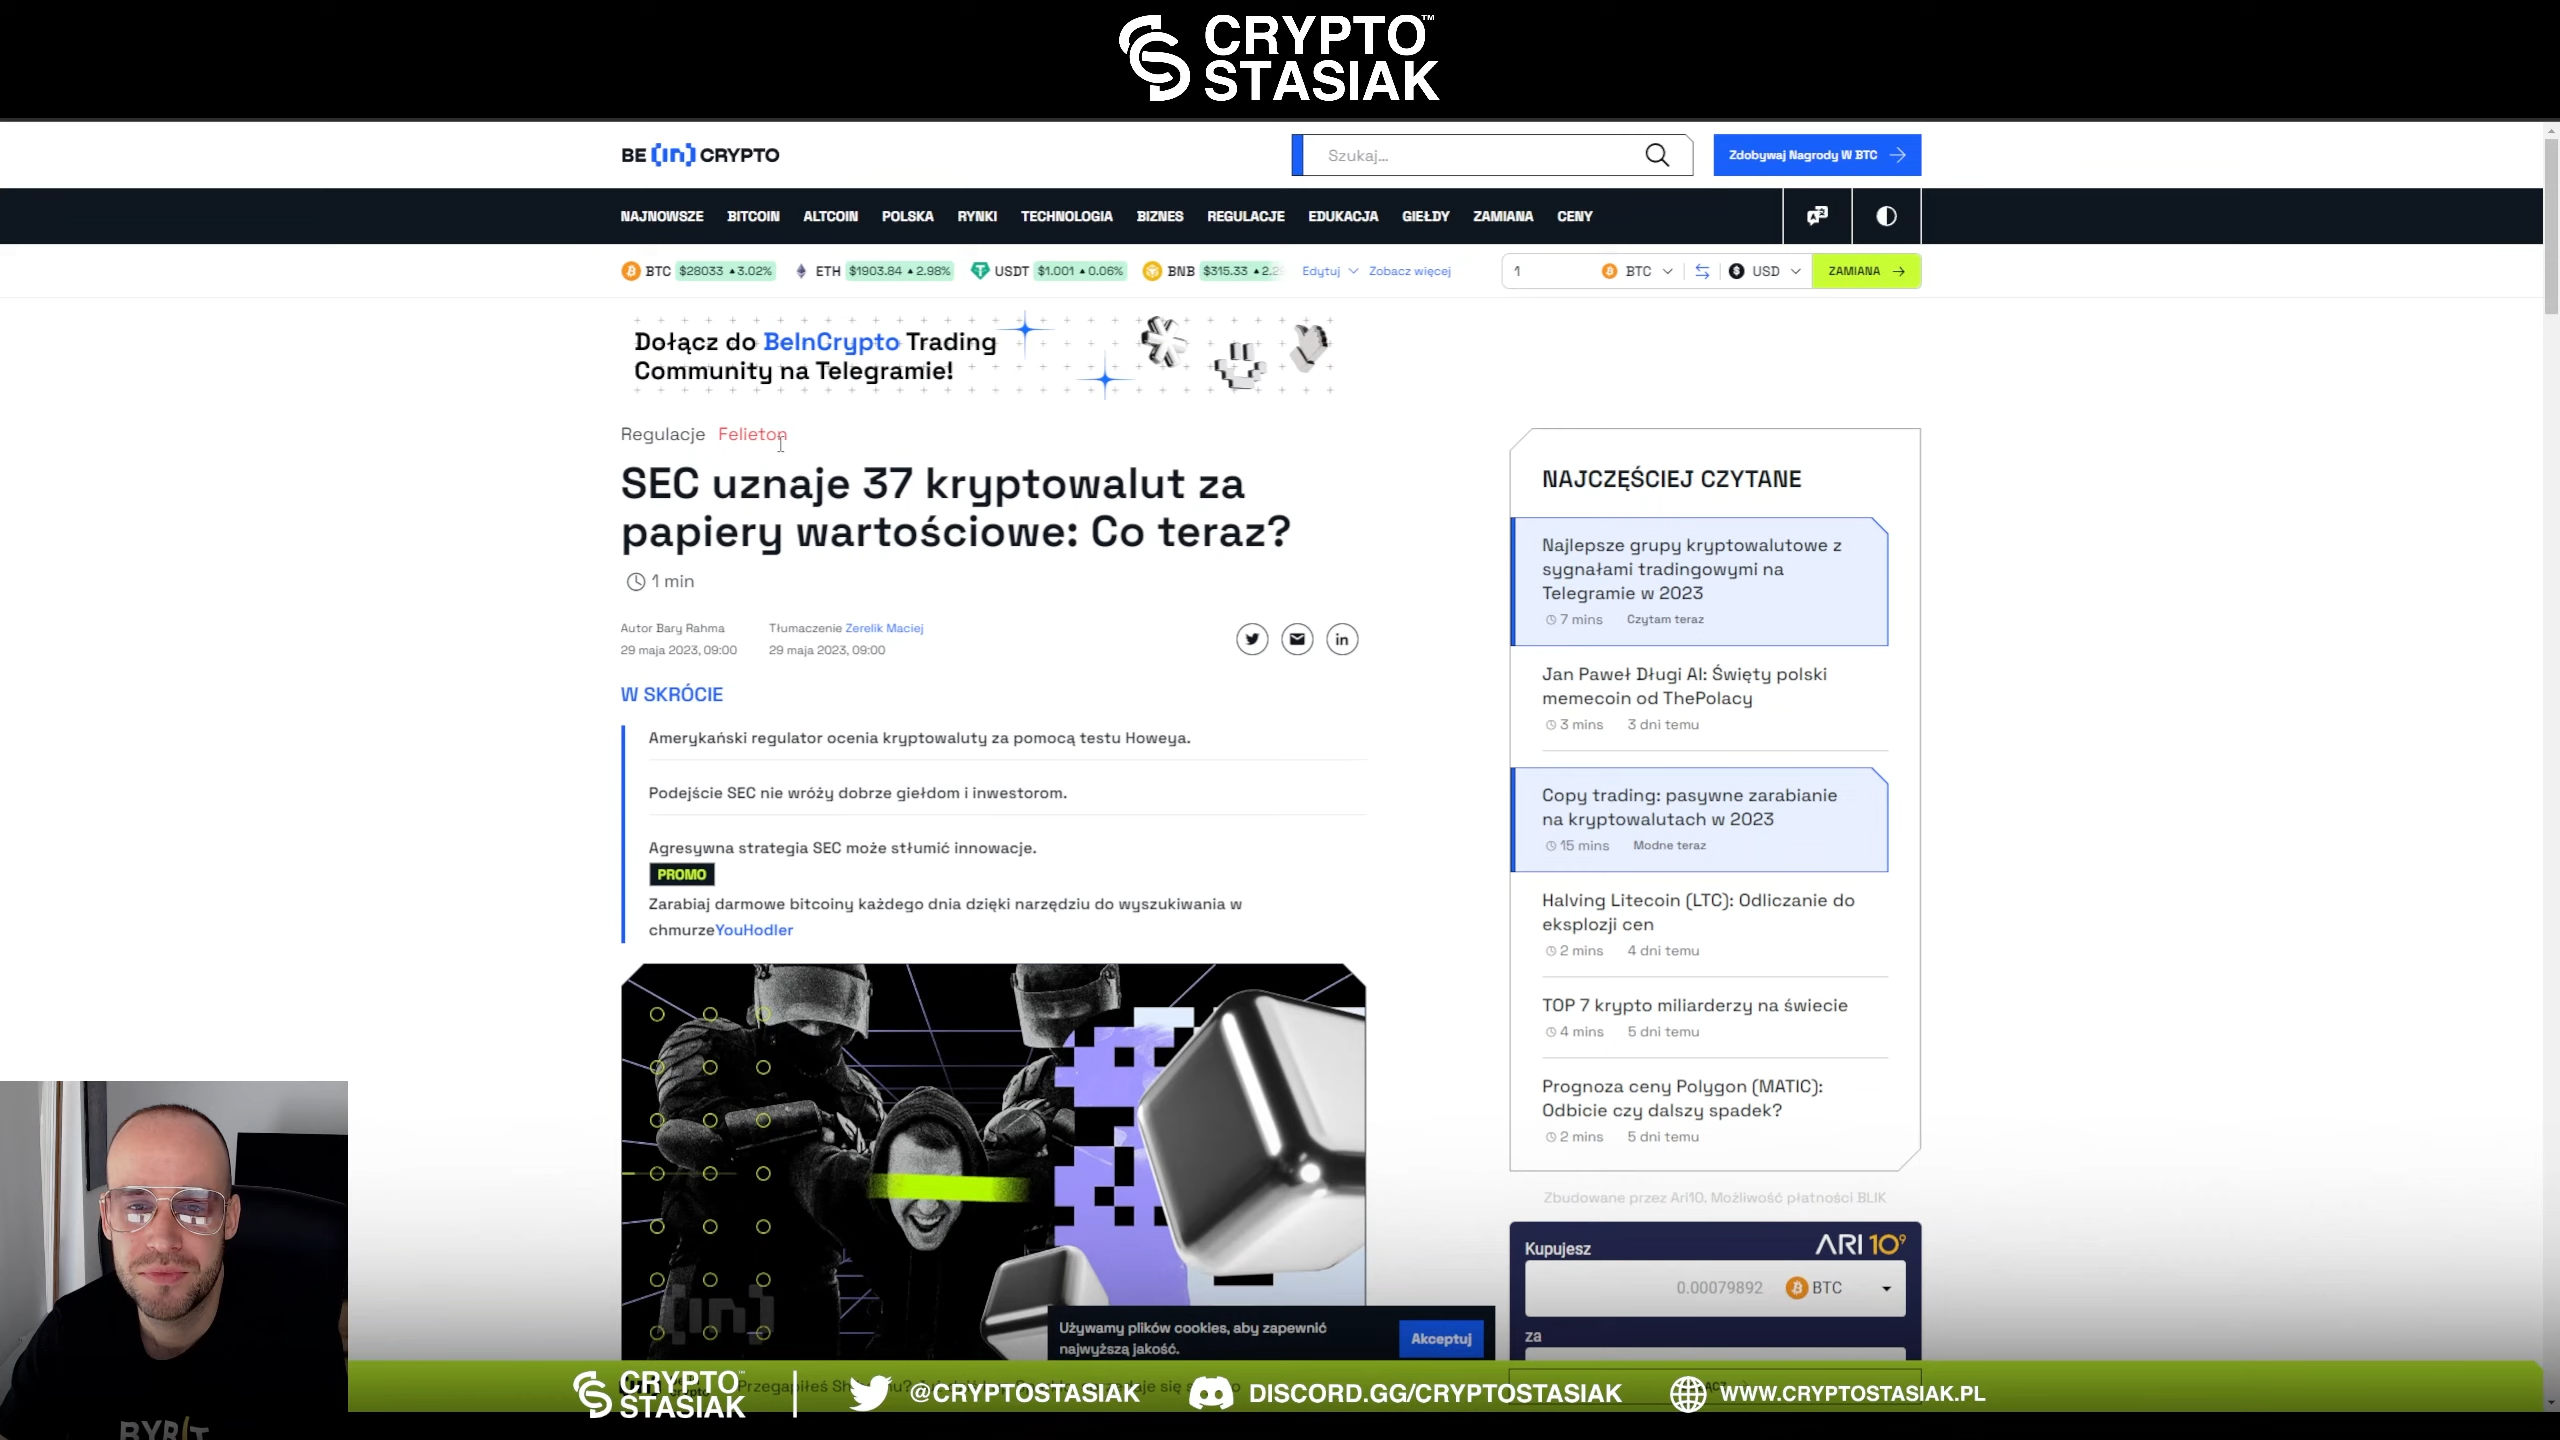 CRYPTO™
STASIAK
BE [in] CRYPTO
Szukaj...
Zdobywaj Nagrody W BTC
NAJNOWSZE BITCOIN ALTCOIN POLSKA RYNKI TECHNOLOGIA BIZNES REGULACJE EDUKACJA GIEŁDY ZAMIANA CENY
BTC $28033 ▲3.02% ETH $1903.84 ▲2.98% USDT $1.001 ▲0.06% BNB $315.33 Edytuj Zobacz więcej 1 BTC USD ZAMIANA
Dołącz do BeInCrypto Trading
Community na Telegramie!
Regulacje Felieton
SEC uznaje 37 kryptowalut za
papiery wartościowe: Co teraz?
1 min
Autor Bary Rahma
29 maja 2023, 09:00
Tłumaczenie Zerelik Maciej
29 maja 2023, 09:00
in
W SKRÓCIE
Amerykański regulator ocenia kryptowaluty za pomocą testu Howeya.
Podejście SEC nie wróży dobrze giełdom i inwestorom.
Agresywna strategia SEC może stłumić innowacje.
PROMO
Zarabiaj darmowe bitcoiny każdego dnia dzięki narzędziu do wyszukiwania w
chmurzeYouHodler
[in]
NAJCZĘŚCIEJ CZYTANE
Najlepsze grupy kryptowalutowe z
sygnałami tradingowymi na
Telegramie w 2023
7 mins Czytam teraz
Jan Paweł Długi AI: Święty polski
memecoin od ThePolacy
3 mins 3 dni temu
Copy trading: pasywne zarabianie
na kryptowalutach w 2023
15 mins Modne teraz
Halving Litecoin (LTC): Odliczanie do
eksplozji cen
2 mins 4 dni temu
TOP 7 krypto miliarderzy na świecie
4 mins 5 dni temu
Prognoza ceny Polygon (MATIC):
Odbicie czy dalszy spadek?
2 mins 5 dni temu
Zbudowane przez Ari10. Możliwość płatności BLIK
Kupujesz ARI10
0.00079892 BTC
za
Używamy plików cookies, aby zapewnić
najwyższą jakość.
Akceptuj
BYBIT
CRYPTO™
STASIAK
@CRYPTOSTASIAK
DISCORD.GG/CRYPTOSTASIAK
WWW.CRYPTOSTASIAK.PL